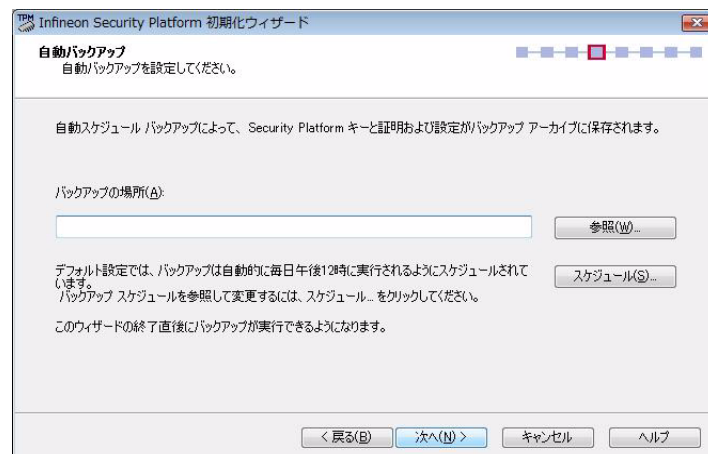 TPM
Infineon Security Platform 初期化ウィザード
自動バックアップ
自動バックアップを設定してください。
自動スケジュール バックアップによって、Security Platform キーと証明および設定がバックアップ アーカイブに保存されます。
バックアップの場所(A):
参照(W)...
デフォルト設定では、バックアップは自動的に毎日午後12時に実行されるようにスケジュールされて
います。
バックアップ スケジュールを参照して変更するには、スケジュール... をクリックしてください。
スケジュール(S)...
このウィザードの終了直後にバックアップが実行できるようになります。
< 戻る(B)
次へ(N) >
キャンセル
ヘルプ